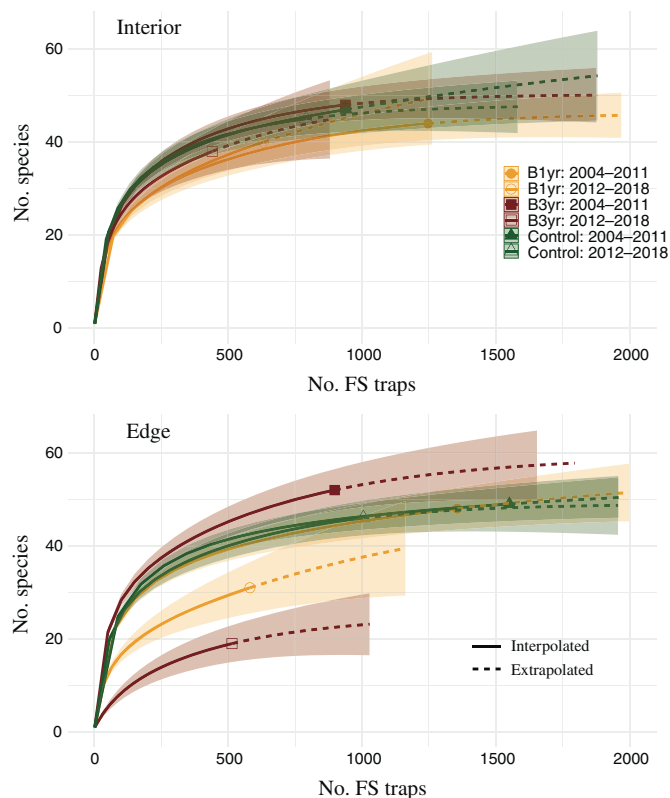 Interior
60
40
20
0
No. species
B1yr: 2004–2011
B1yr: 2012–2018
B3yr: 2004–2011
B3yr: 2012–2018
Control: 2004–2011
Control: 2012–2018
0 500 1000 1500 2000
No. FS traps
Edge
60
40
20
0
No. species
Interpolated
Extrapolated
0 500 1000 1500 2000
No. FS traps